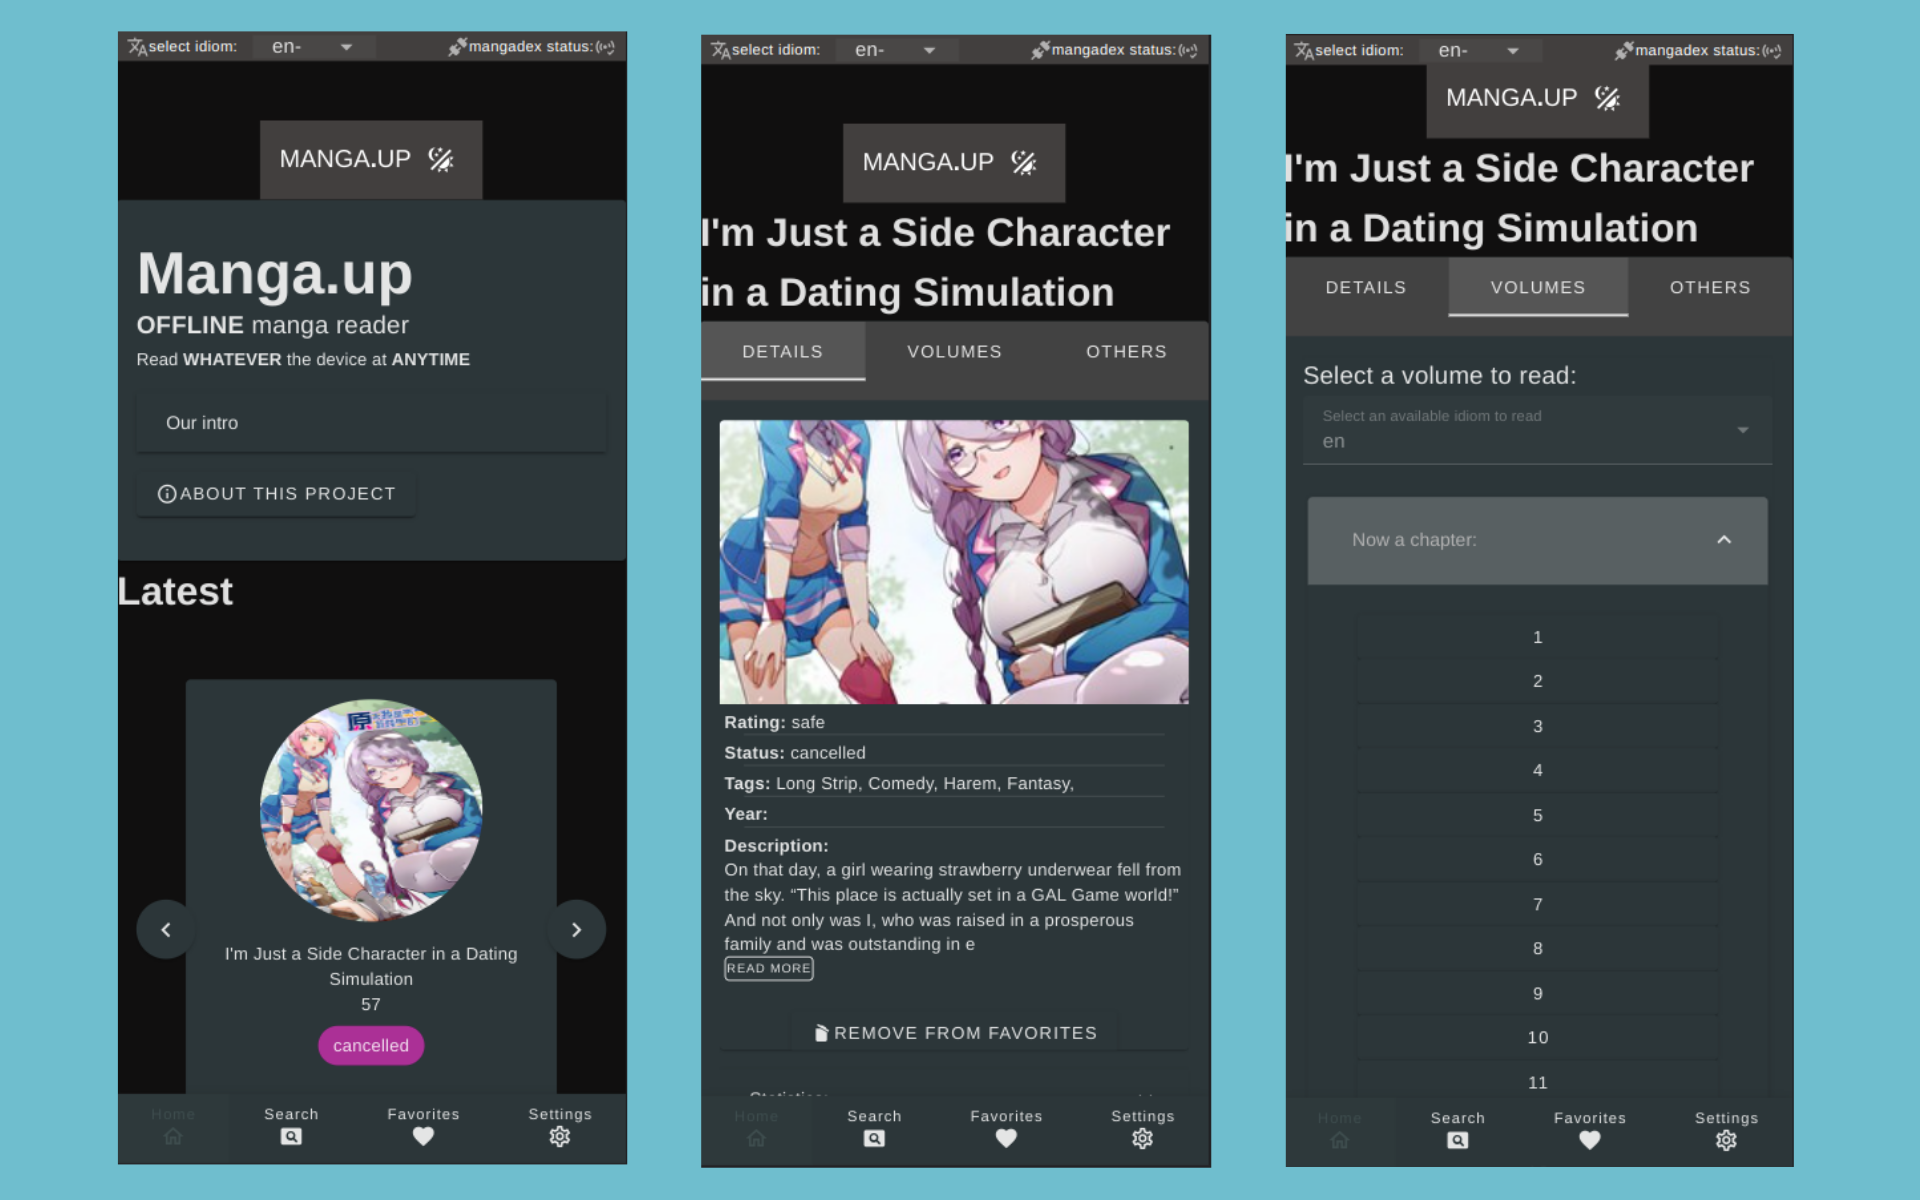 select idiom:
en-
mangadex status:
MANGA.UP
Manga.up
OFFLINE manga reader
Read WHATEVER the device at ANYTIME
Our intro
ABOUT THIS PROJECT
Latest
I'm Just a Side Character in a Dating
Simulation
57
cancelled
Home
Search
Favorites
Settings
select idiom:
en-
mangadex status:
MANGA.UP
I'm Just a Side Character
in a Dating Simulation
DETAILS
VOLUMES
OTHERS
Rating: safe
Status: cancelled
Tags: Long Strip, Comedy, Harem, Fantasy,
Year:
Description:
On that day, a girl wearing strawberry underwear fell from
the sky. “This place is actually set in a GAL Game world!”
And not only was I, who was raised in a prosperous
family and was outstanding in e
READ MORE
REMOVE FROM FAVORITES
Home
Search
Favorites
Settings
select idiom:
en-
mangadex status:
MANGA.UP
I'm Just a Side Character
in a Dating Simulation
DETAILS
VOLUMES
OTHERS
Select a volume to read:
Select an available idiom to read
en
Now a chapter:
1
2
3
4
5
6
7
8
9
10
11
Home
Search
Favorites
Settings